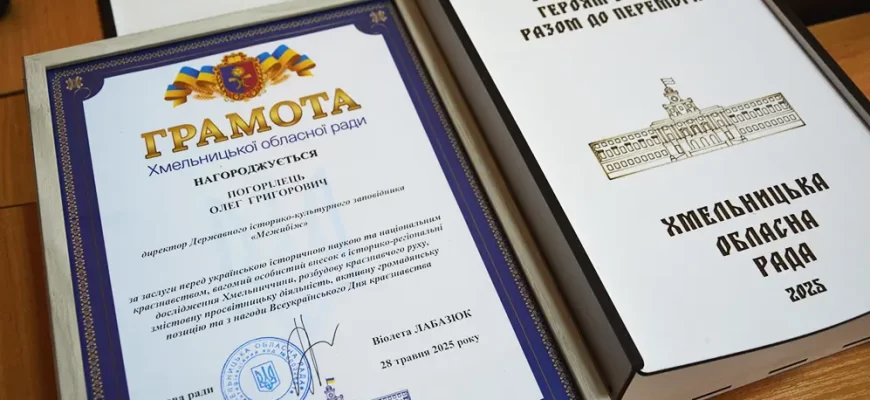 ГРАМОТА
Хмельницької обласної ради
НАГОРОДЖУЄТЬСЯ
ПОГОРІЛЕЦЬ
ОЛЕГ ГРИГОРОВИЧ
директор Державного історико-культурного заповідника
«Межибіж»
за заслуги перед українською історичною наукою та національним
краєзнавством, вагомий особистий внесок в історико-регіональні
дослідження Хмельниччини, розбудову краєзнавчого руху,
змістовну просвітницьку діяльність, активну громадянську
позицію та з нагоди Всеукраїнського Дня краєзнавства
ова ради
Віолета ЛАБАЗЮК
28 травня 2025 року
ГЕРОЯМ
РАЗОМ ДО ПЕРЕМОГИ
ХМЕЛЬНИЦЬКА
ОБЛАСНА
РАДА
2025